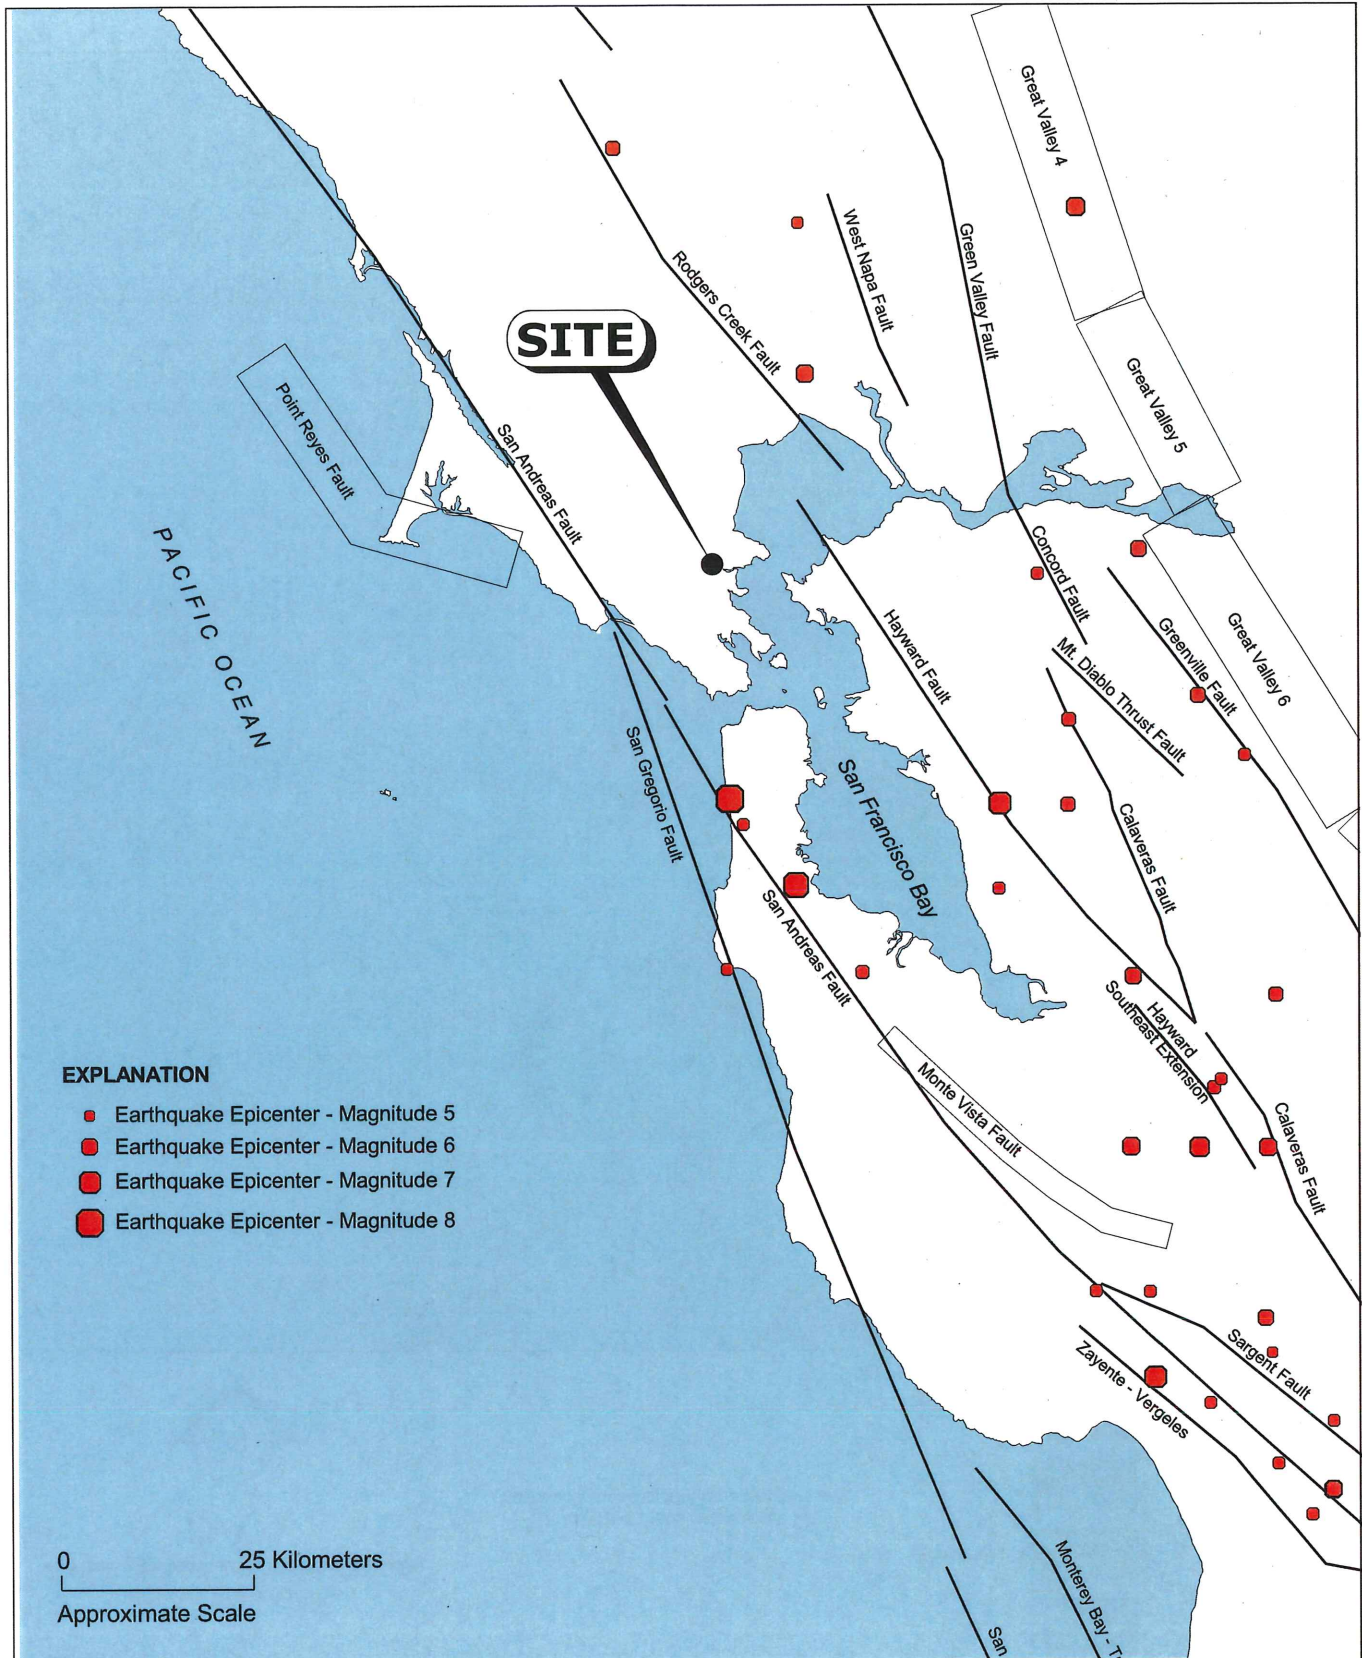 Great Valley 4
West Napa Fault
Green Valley Fault
Rodgers Creek Fault
SITE
Great Valley 5
Point Reyes Fault
San Andreas Fault
PACIFIC OCEAN
Concord Fault
Hayward Fault
Mt. Diablo Thrust Fault
Greenville Fault
Great Valley 6
San Gregorio Fault
San Francisco Bay
Calaveras Fault
San Andreas Fault
Hayward
Southeast Extension
Monte Vista Fault
Calaveras Fault
EXPLANATION
Earthquake Epicenter - Magnitude 5
Earthquake Epicenter - Magnitude 6
Earthquake Epicenter - Magnitude 7
Earthquake Epicenter - Magnitude 8
Sargent Fault
Zayente - Vergeles
0 25 Kilometers
Approximate Scale
Monterey Bay - T
San